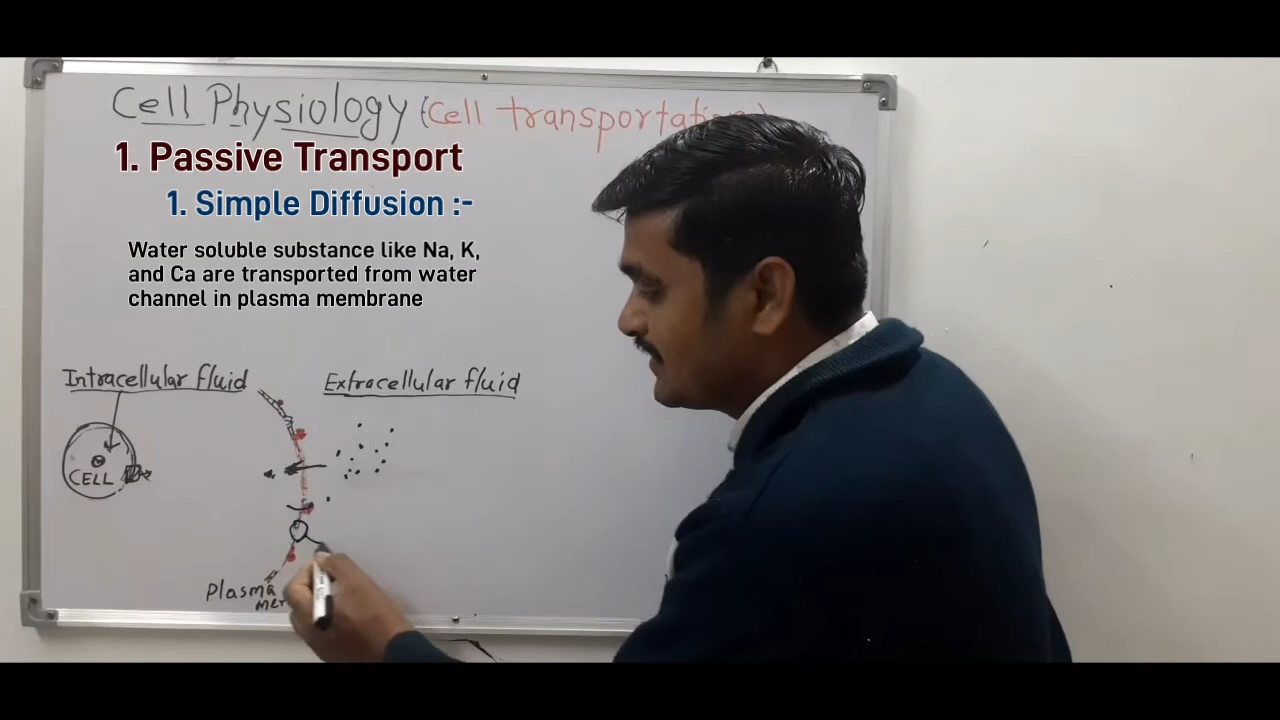 Cell Physiology (Cell transportation)
1. Passive Transport
1. Simple Diffusion :-
Water soluble substance like Na, K,
and Ca are transported from water
channel in plasma membrane
Intracellular fluid
Extracellular fluid
CELL
Plasma